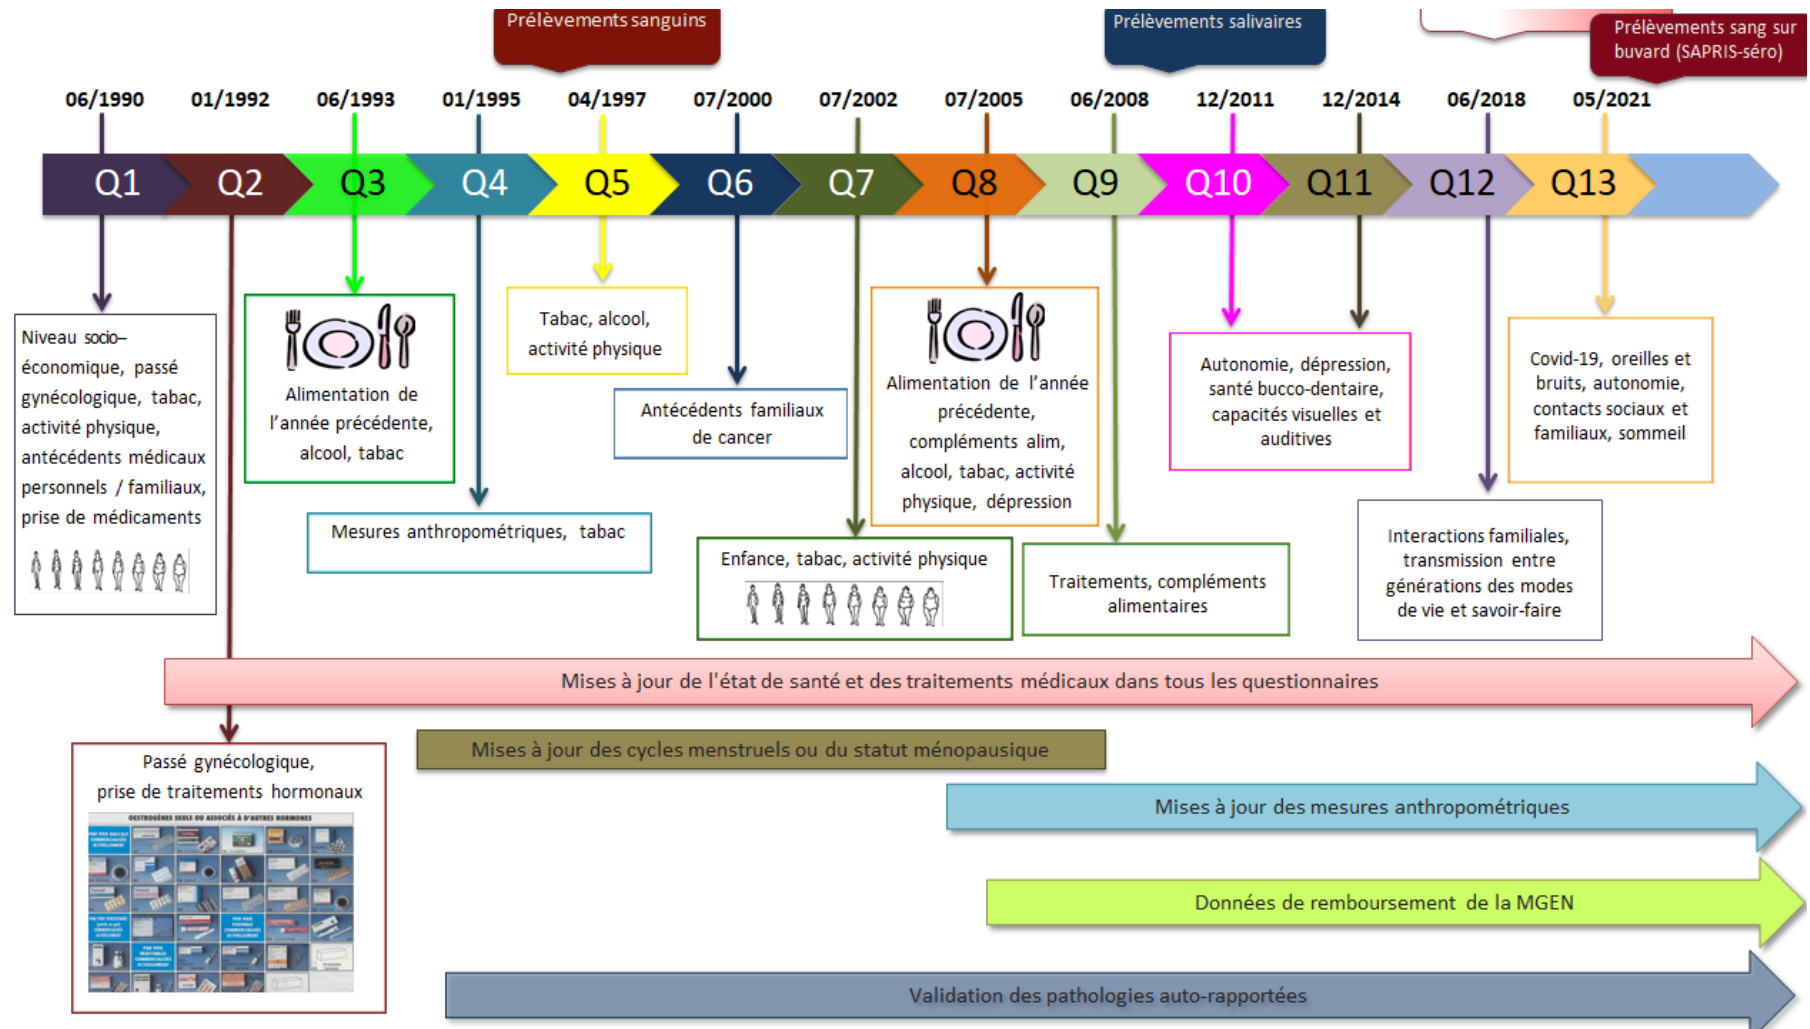 Prélèvements sanguins
Prélèvements salivaires
Prélèvements sang sur
buvard (SAPRIS-séro)
06/1990
01/1992
06/1993
01/1995
04/1997
07/2000
07/2002
07/2005
06/2008
12/2011
12/2014
06/2018
05/2021
Q1
Q2
Q3
Q4
Q5
Q6
Q7
Q8
Q9
Q10
Q11
Q12
Q13
Niveau socio–
économique, passé
gynécologique, tabac,
activité physique,
antécédents médicaux
personnels / familiaux,
prise de médicaments
Alimentation de
l'année précédente,
alcool, tabac
Mesures anthropométriques, tabac
Tabac, alcool,
activité physique
Antécédents familiaux
de cancer
Enfance, tabac, activité physique
Alimentation de l'année
précédente,
compléments alim,
alcool, tabac, activité
physique, dépression
Traitements, compléments
alimentaires
Autonomie, dépression,
santé bucco-dentaire,
capacités visuelles et
auditives
Interactions familiales,
transmission entre
générations des modes
de vie et savoir-faire
Covid-19, oreilles et
bruits, autonomie,
contacts sociaux et
familiaux, sommeil
Mises à jour de l'état de santé et des traitements médicaux dans tous les questionnaires
Mises à jour des cycles menstruels ou du statut ménopausique
Passé gynécologique,
prise de traitements hormonaux
OESTROGÈNES SEULS OU ASSOCIÉS À D'AUTRES HORMONES
Mises à jour des mesures anthropométriques
Données de remboursement de la MGEN
Validation des pathologies auto-rapportées